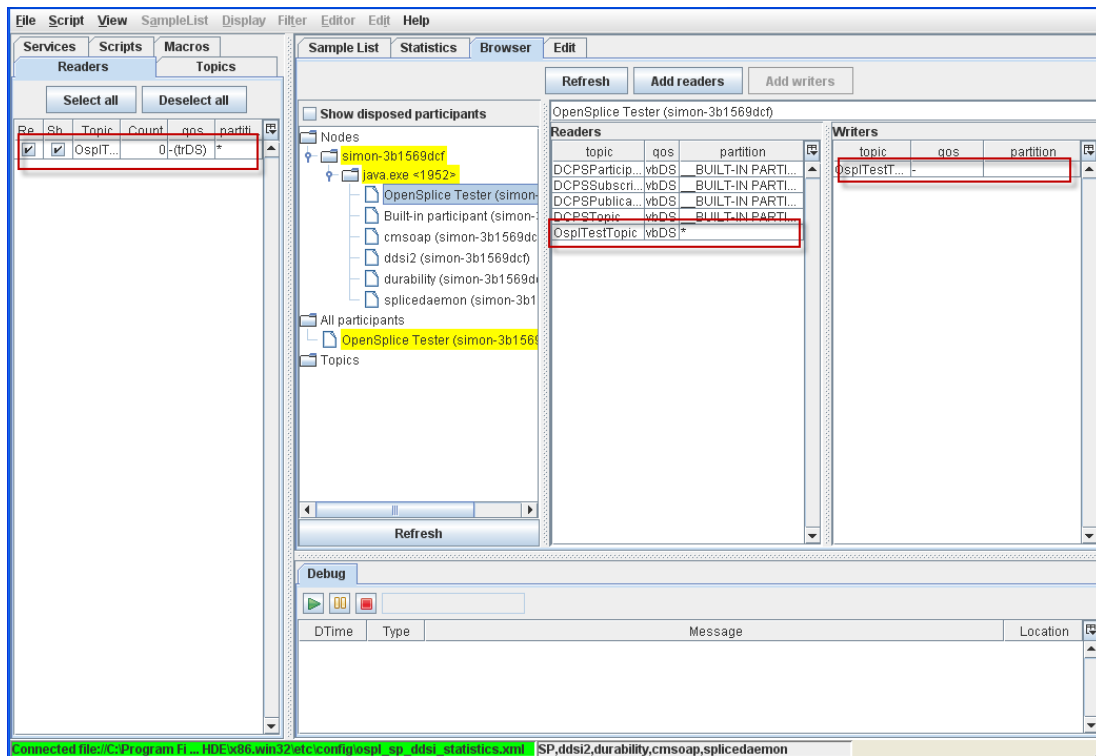 File Script View SampleList Display Filter Editor Edit Help
Services Scripts Macros
Readers Topics
Select all Deselect all
Re Sh Topic Count qos partiti
OsplT... 0 -(trDS) *
Sample List Statistics Browser Edit
Refresh Add readers Add writers
Show disposed participants
Nodes
simon-3b1569dcf
java.exe <1952>
OpenSplice Tester (simon-
Built-in participant (simon-3
cmsoap (simon-3b1569dc
ddsi2 (simon-3b1569dcf)
durability (simon-3b1569d
splicedaemon (simon-3b1
All participants
OpenSplice Tester (simon-3b1569
Topics
Refresh
OpenSplice Tester (simon-3b1569dcf)
Readers
topic qos partition
DCPSParticip... vbDS __BUILT-IN PARTI...
DCPSSubscri... vbDS __BUILT-IN PARTI...
DCPSPublica... vbDS __BUILT-IN PARTI...
DCPSTopic vbDS __BUILT-IN PARTI...
OsplTestTopic vbDS *
Writers
topic qos partition
OsplTestT... -
Debug
DTime Type Message Location
Connected file://C:\Program Fi ... HDE\x86.win32\etc\config\ospl_sp_ddsi_statistics.xml SP,ddsi2,durability,cmsoap,splicedaemon